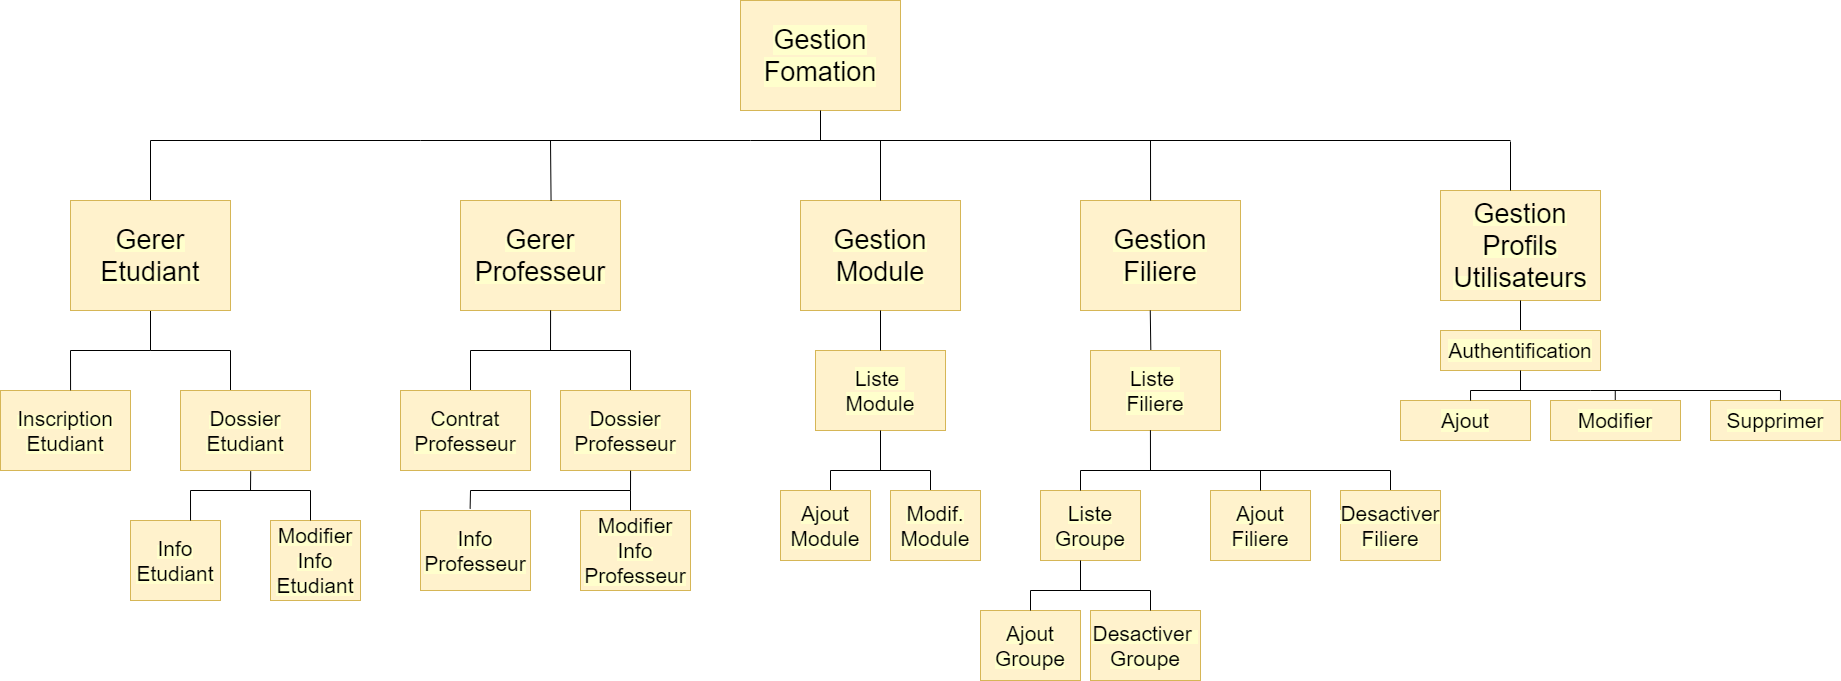 Gestion
Fomation
Gerer
Etudiant
Gerer
Professeur
Gestion
Module
Gestion
Filiere
Gestion
Profils
Utilisateurs
Authentification
Liste
Module
Liste
Filiere
Inscription
Etudiant
Dossier
Etudiant
Contrat
Professeur
Dossier
Professeur
Ajout
Modifier
Supprimer
Info
Etudiant
Modifier
Info
Etudiant
Info
Professeur
Modifier
Info
Professeur
Ajout
Module
Modif.
Module
Liste
Groupe
Ajout
Filiere
Desactiver
Filiere
Ajout
Groupe
Desactiver
Groupe